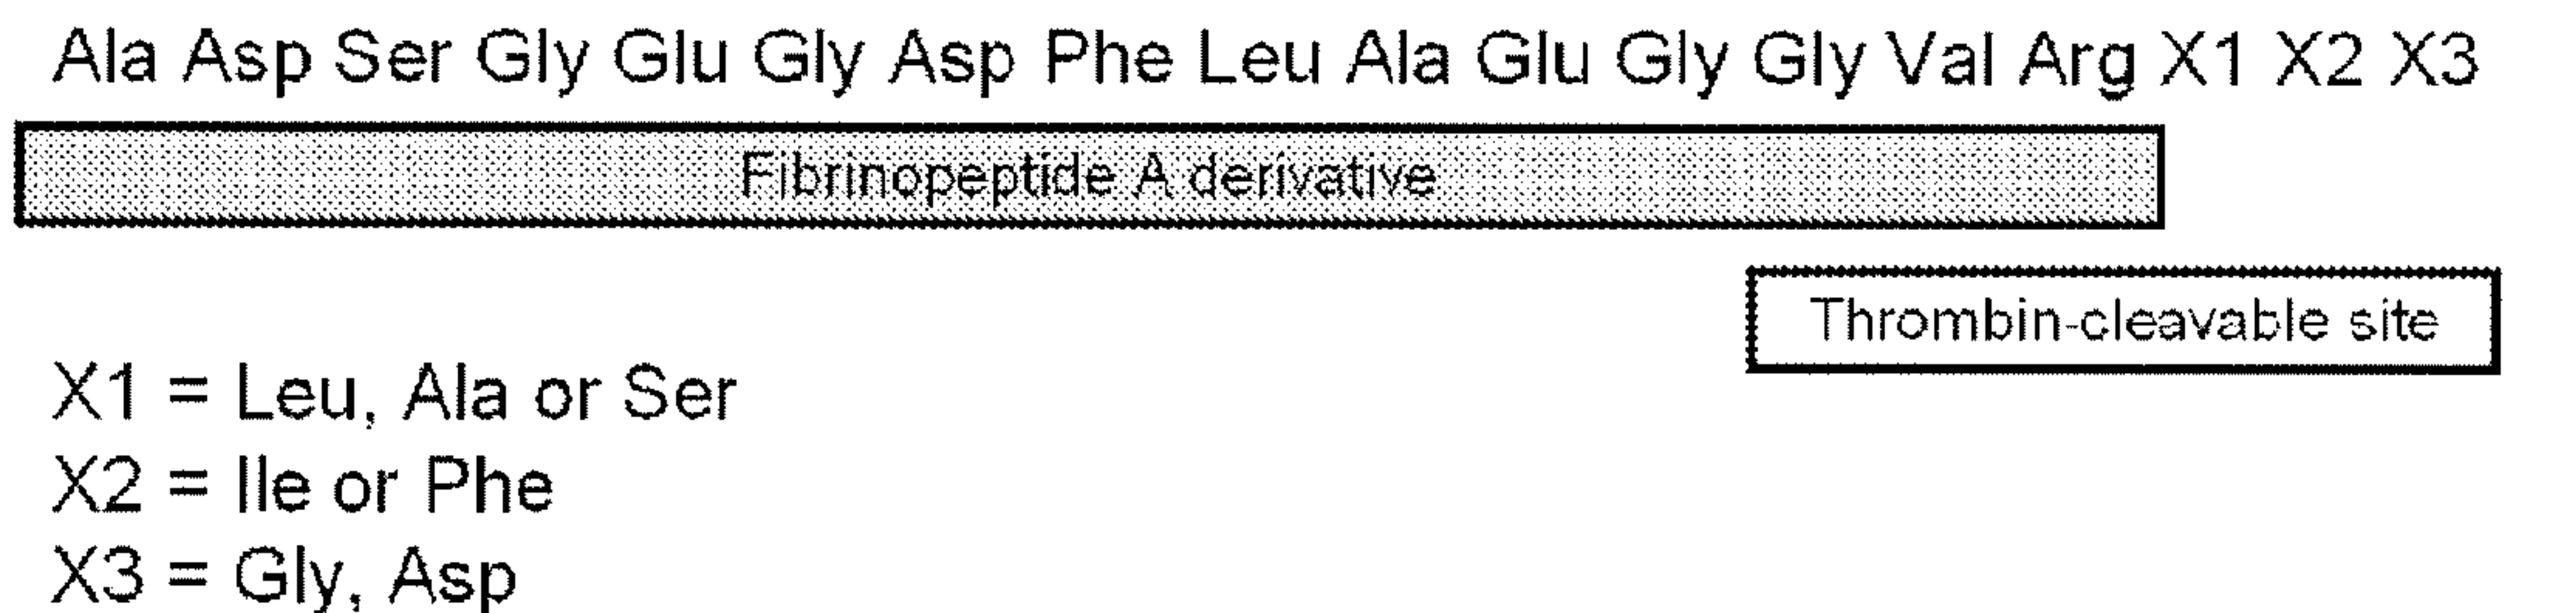 Ala Asp Ser Gly Glu Gly Asp Phe Leu Ala Glu Gly Gly Val Arg X1 X2 X3
Fibrinopeptide A derivative
Thrombin-cleavable site
X1 = Leu, Ala or Ser
X2 = Ile or Phe
X3 = Gly, Asp